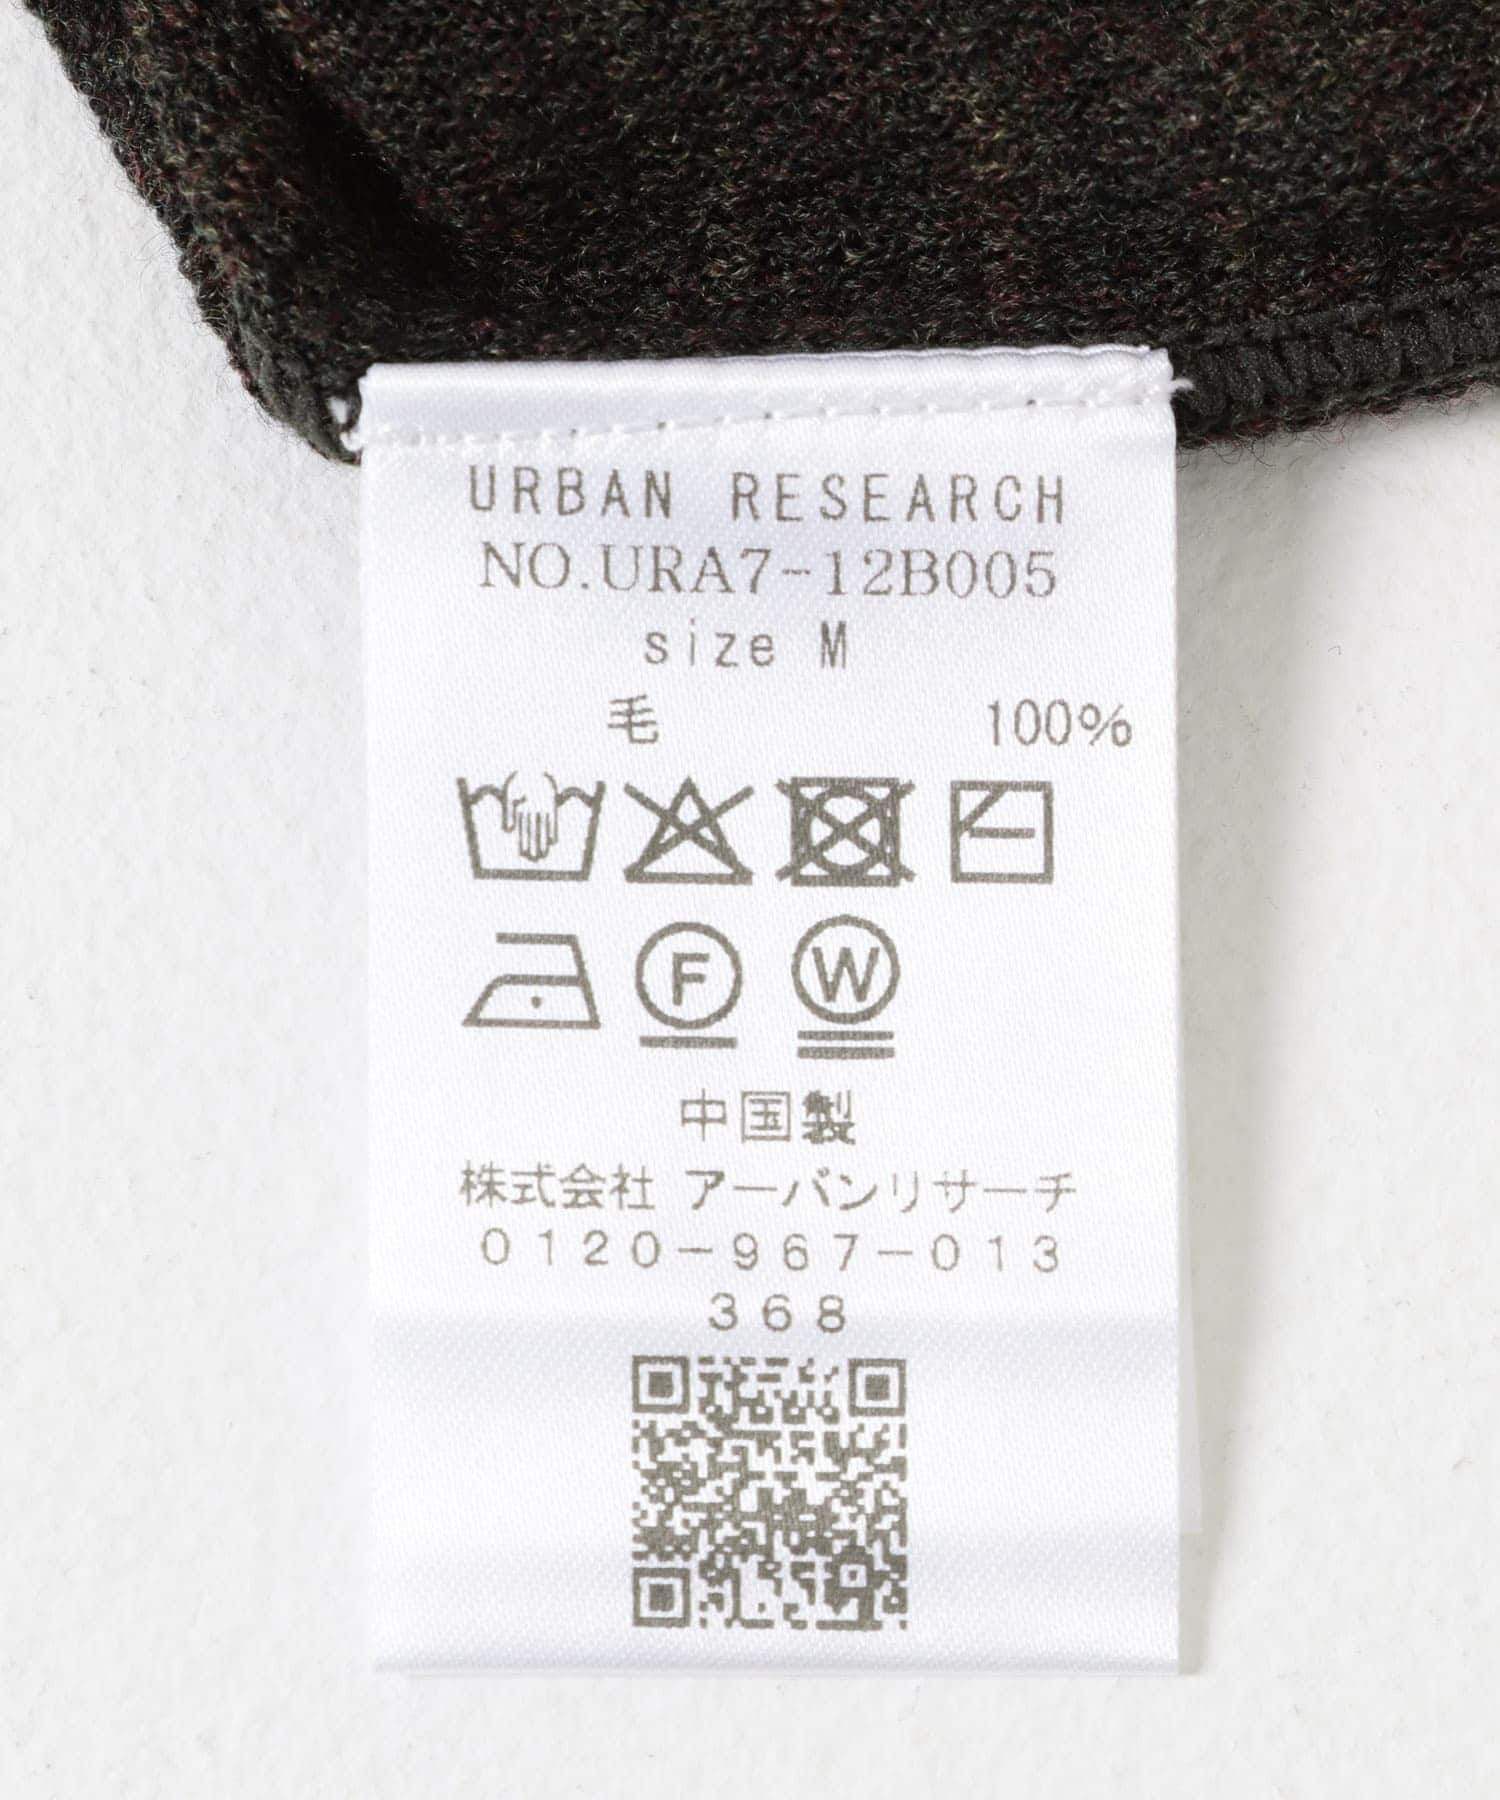 URBAN RESEARCH
NO.URA7-12B005
size M
毛 100%
F W
中国製
株式会社 アーバンリサーチ
0120-967-013
368